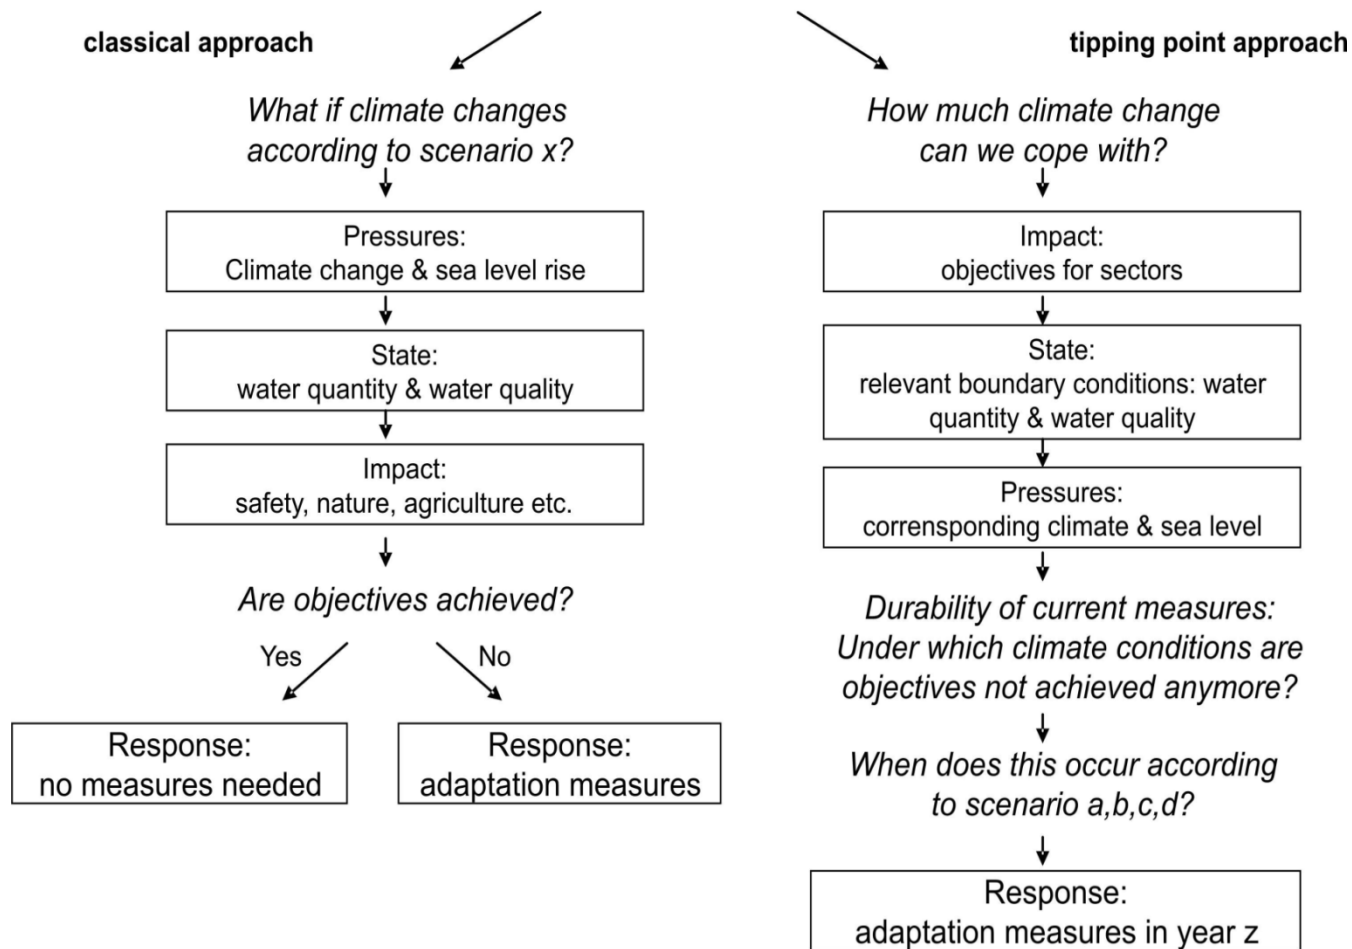 classical approach
What if climate changes
according to scenario x?
Pressures:
Climate change & sea level rise
State:
water quantity & water quality
Impact:
safety, nature, agriculture etc.
Are objectives achieved?
Yes
No
Response:
no measures needed
Response:
adaptation measures
tipping point approach
How much climate change
can we cope with?
Impact:
objectives for sectors
State:
relevant boundary conditions: water
quantity & water quality
Pressures:
corrensponding climate & sea level
Durability of current measures:
Under which climate conditions are
objectives not achieved anymore?
When does this occur according
to scenario a,b,c,d?
Response:
adaptation measures in year z